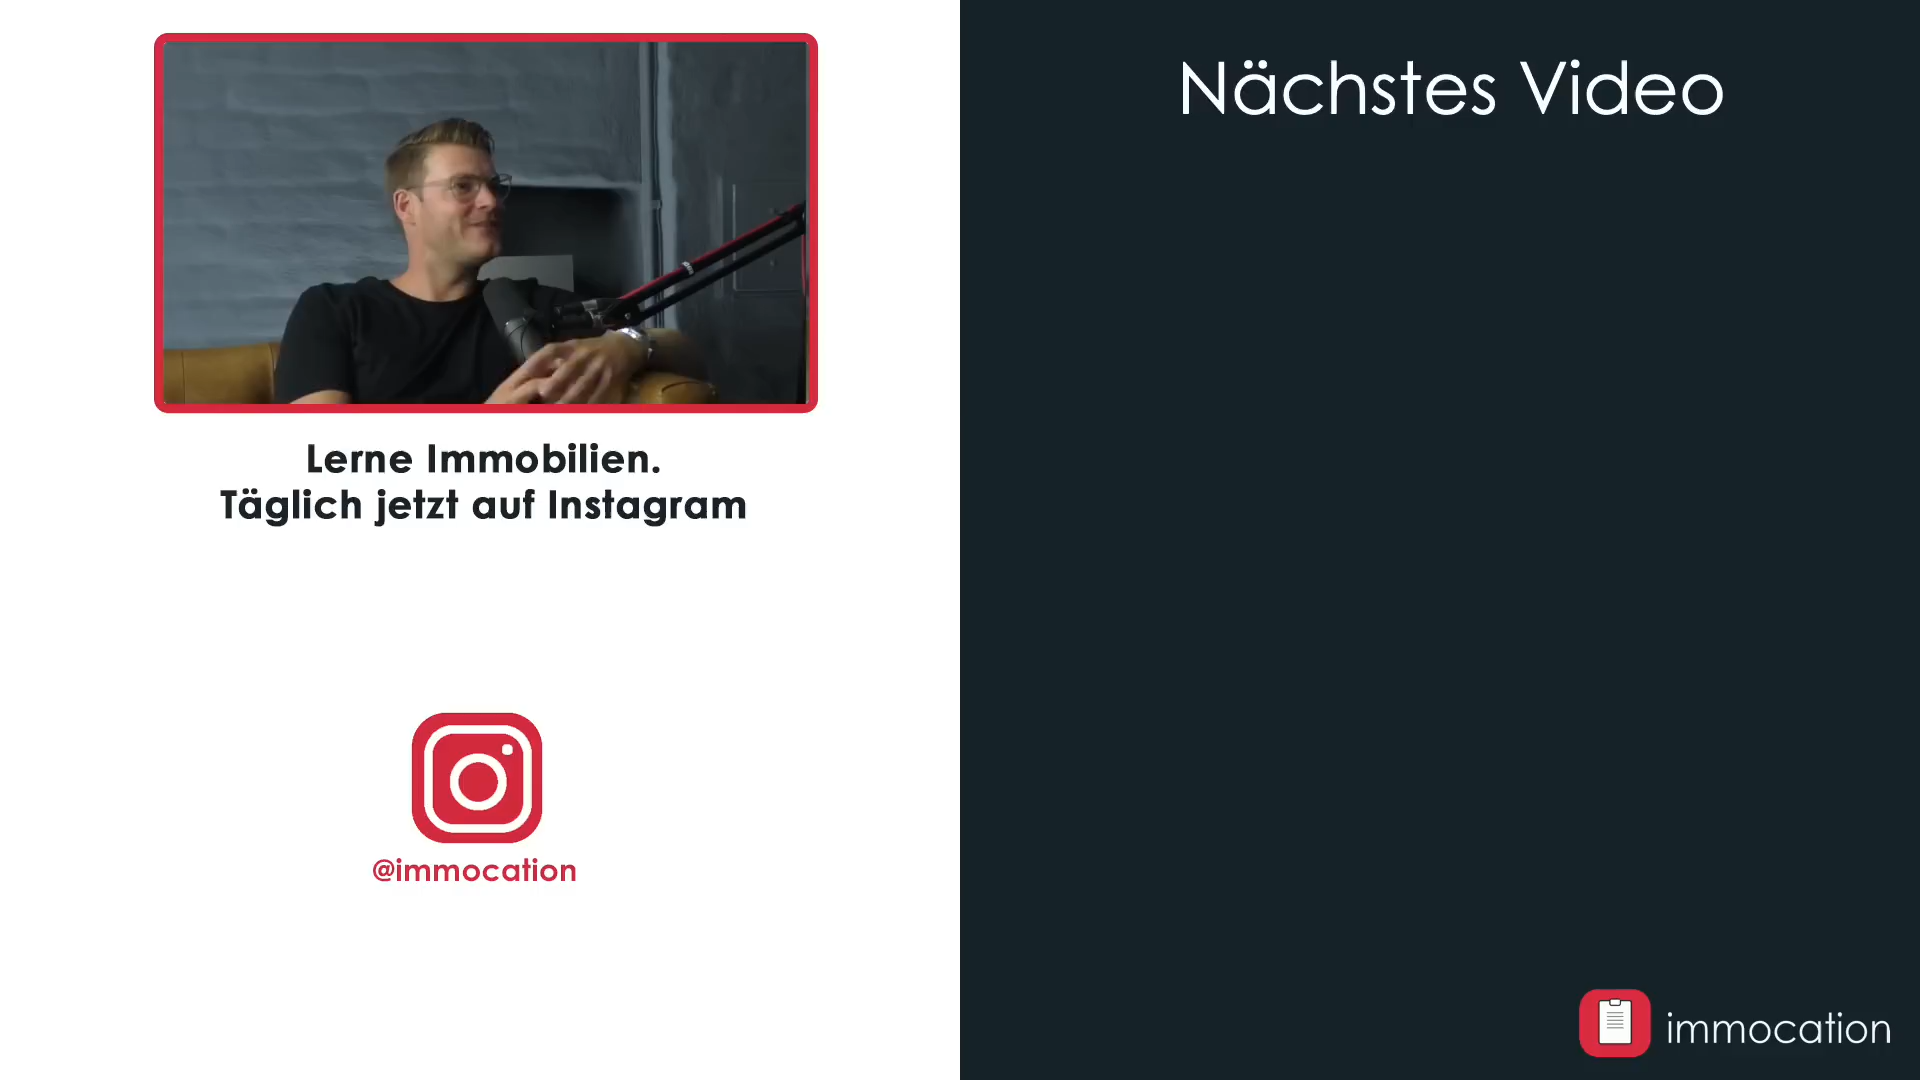 Lerne Immobilien.
Täglich jetzt auf Instagram
@immocation
Nächstes Video
immocation